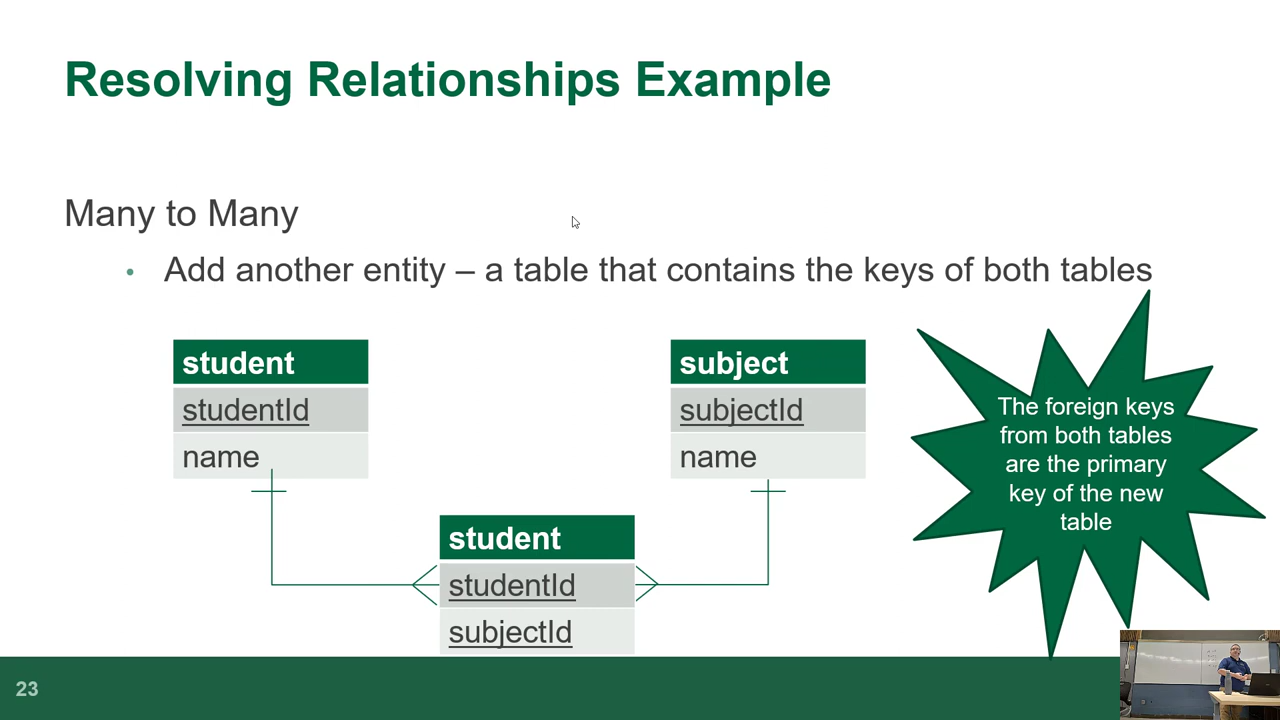 Resolving Relationships Example
Many to Many
• Add another entity – a table that contains the keys of both tables
student
studentId
name
subject
subjectId
name
The foreign keys
from both tables
are the primary
key of the new
table
student
studentId
subjectId
23